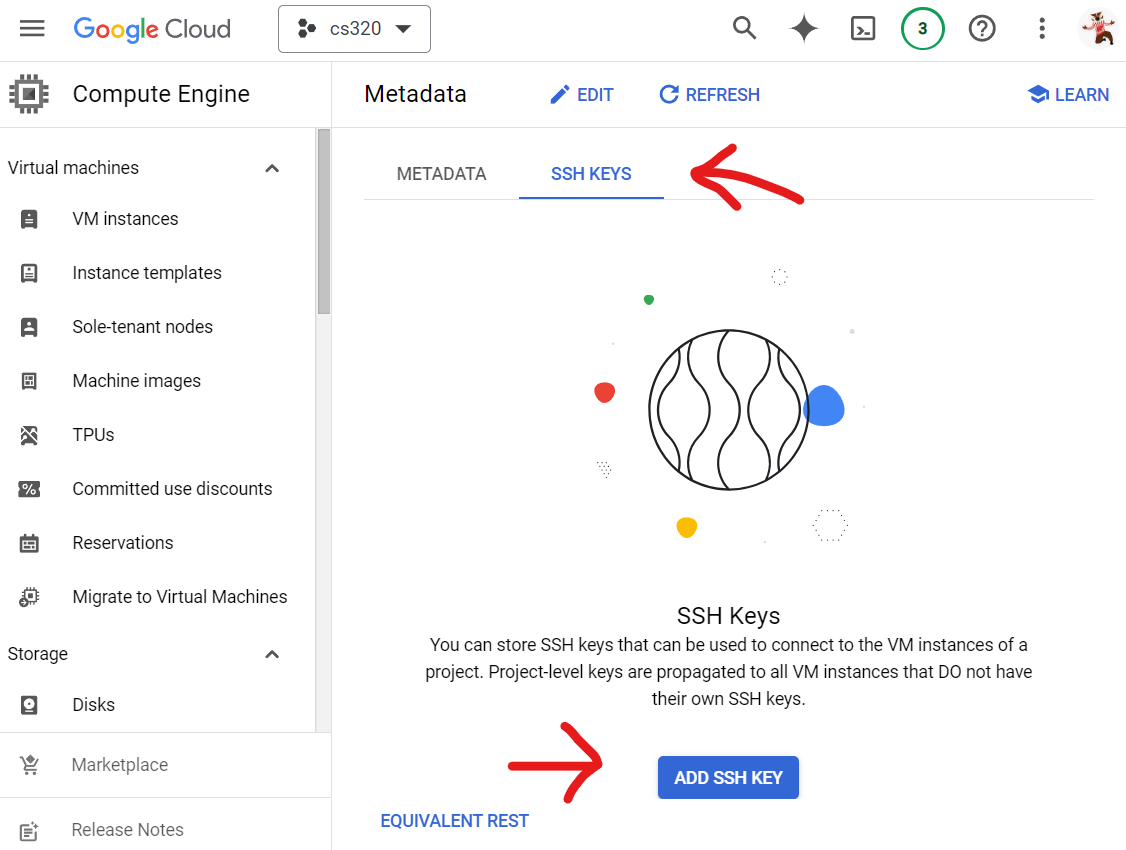 Google Cloud
cs320
3
Compute Engine
Metadata
EDIT
REFRESH
LEARN
Virtual machines
VM instances
Instance templates
Sole-tenant nodes
Machine images
TPUs
Committed use discounts
Reservations
Migrate to Virtual Machines
Storage
Disks
Marketplace
Release Notes
METADATA
SSH KEYS
SSH Keys
You can store SSH keys that can be used to connect to the VM instances of a
project. Project-level keys are propagated to all VM instances that DO not have
their own SSH keys.
ADD SSH KEY
EQUIVALENT REST